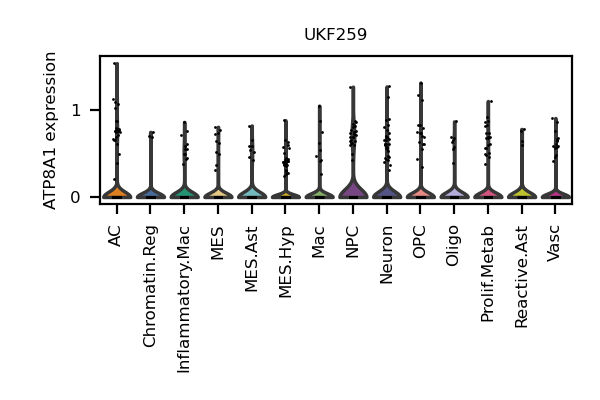 UKF259
ATP8A1 expression
1
0
AC
Chromatin.Reg
Inflammatory.Mac
MES
MES.Ast
MES.Hyp
Mac
NPC
Neuron
OPC
Oligo
Prolif.Metab
Reactive.Ast
Vasc